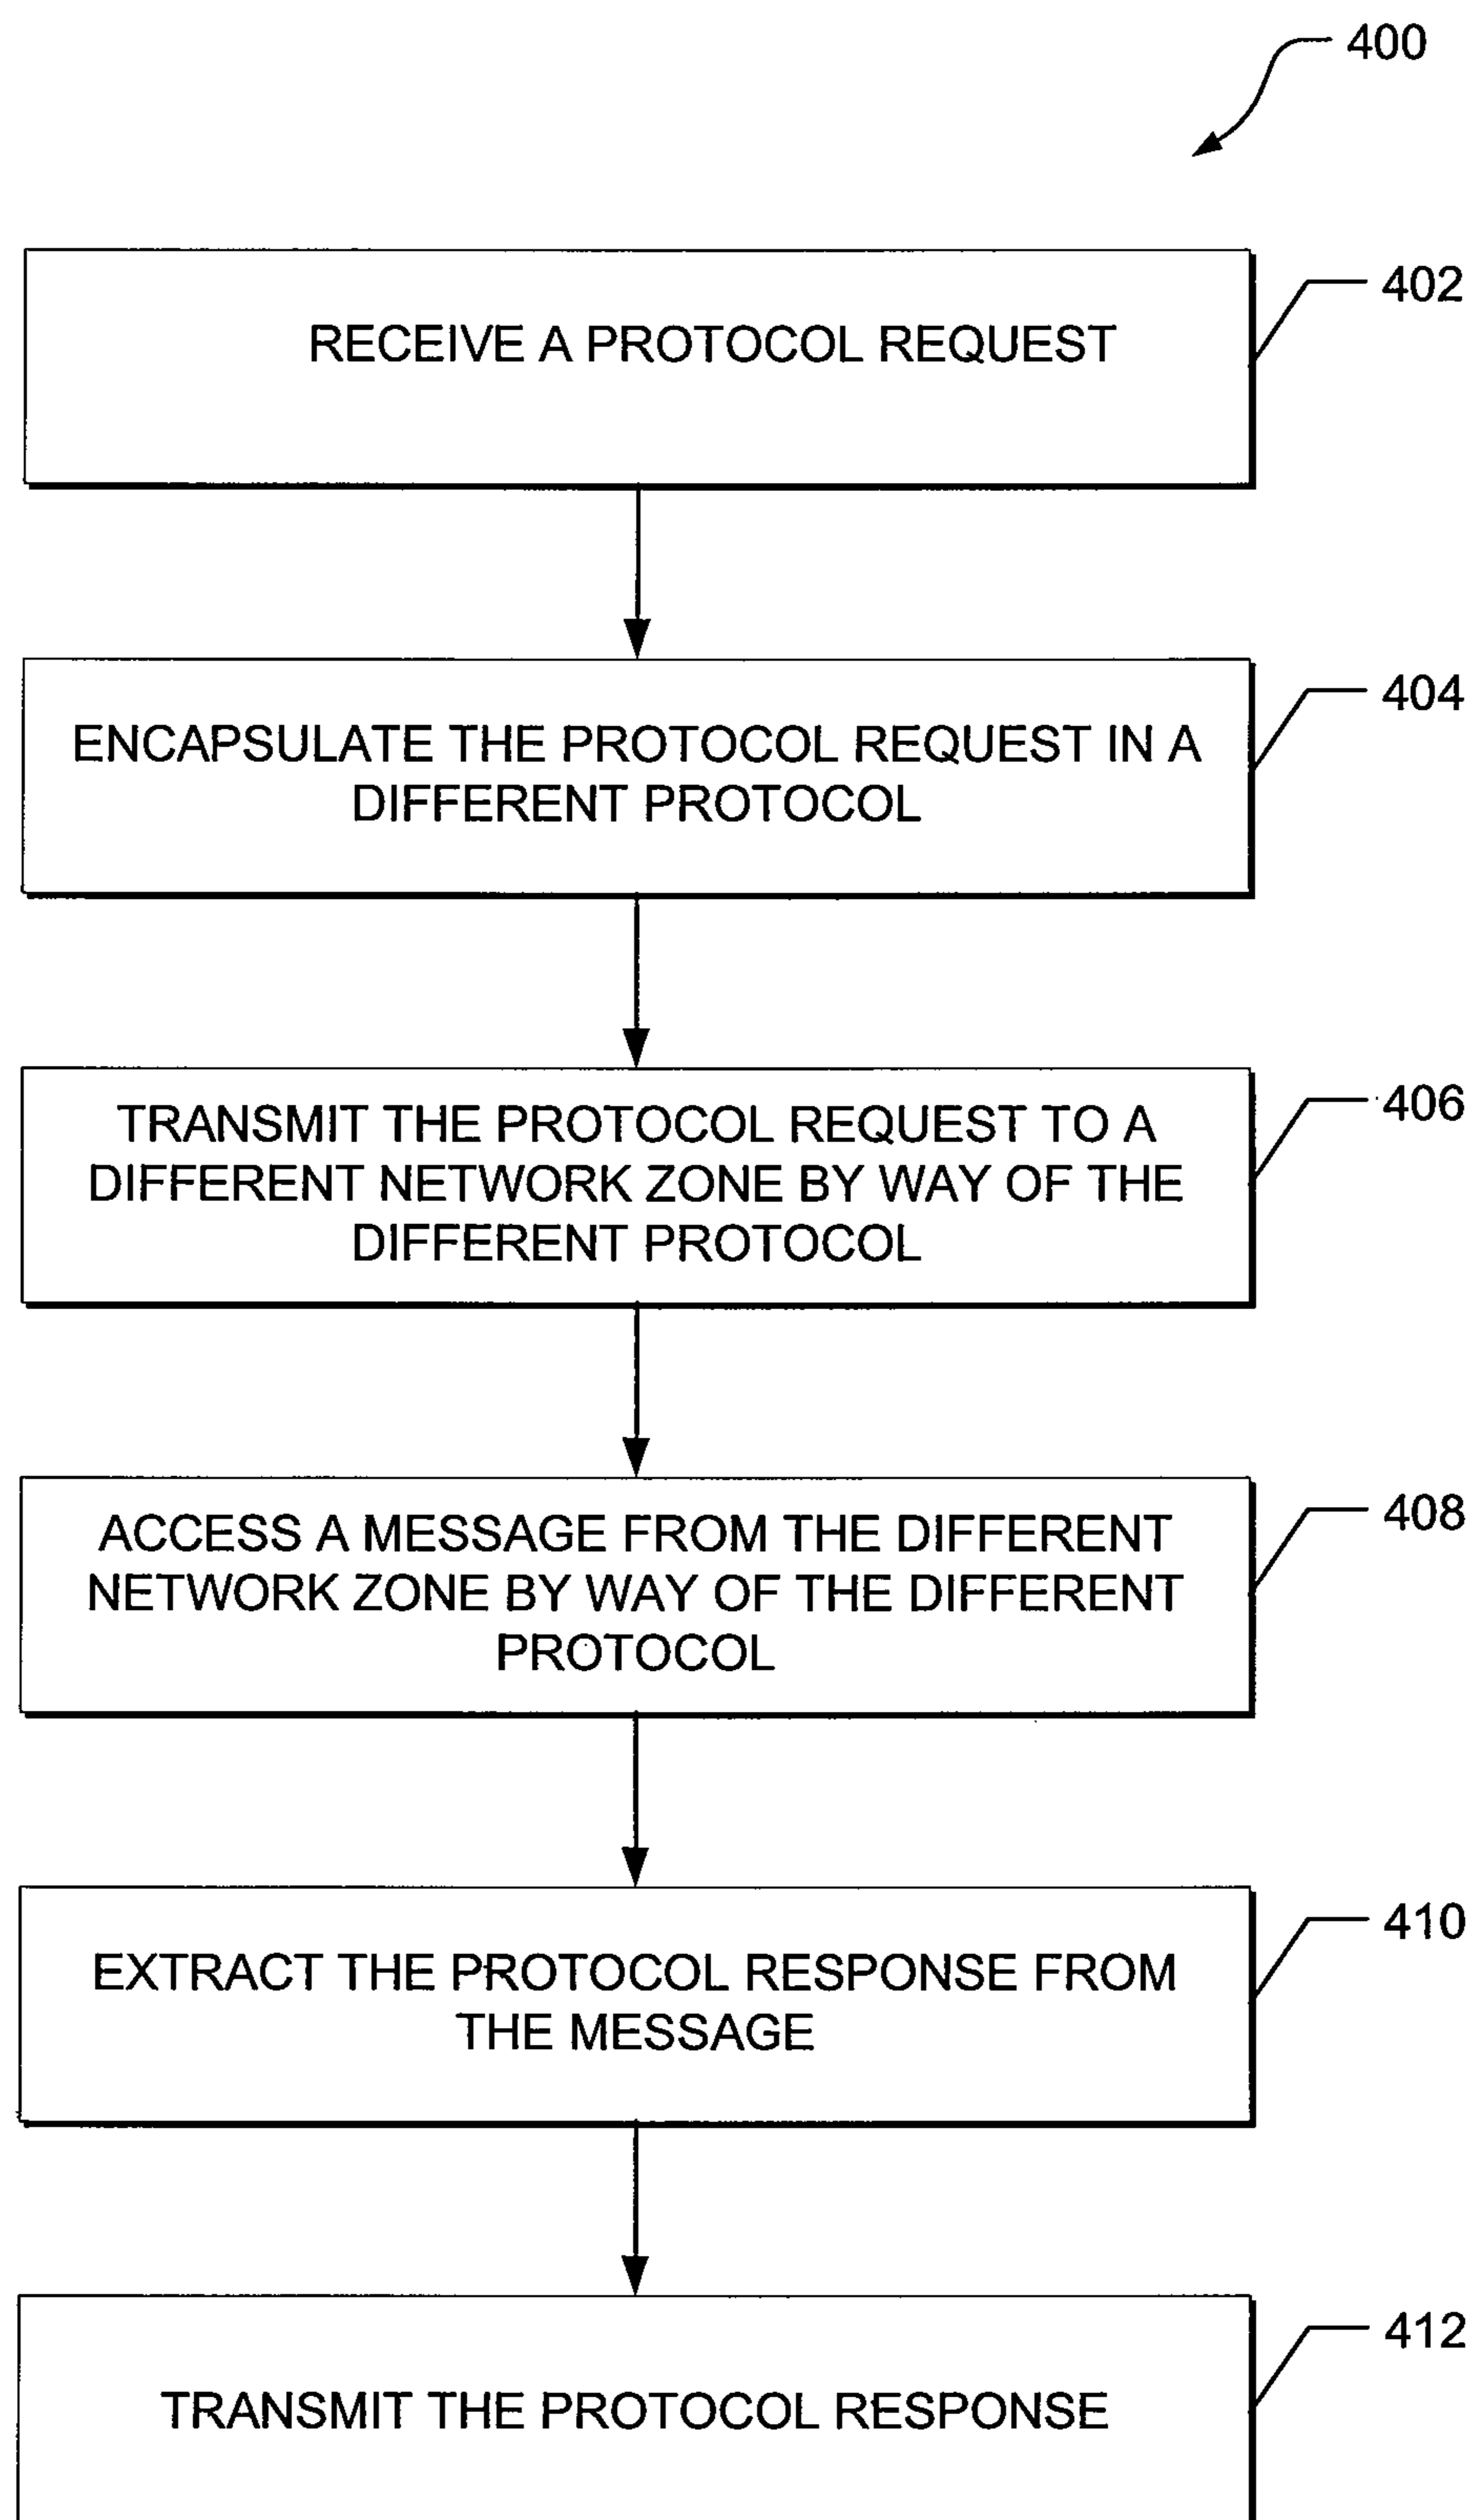 400
402
RECEIVE A PROTOCOL REQUEST
404
ENCAPSULATE THE PROTOCOL REQUEST IN A
DIFFERENT PROTOCOL
406
TRANSMIT THE PROTOCOL REQUEST TO A
DIFFERENT NETWORK ZONE BY WAY OF THE
DIFFERENT PROTOCOL
408
ACCESS A MESSAGE FROM THE DIFFERENT
NETWORK ZONE BY WAY OF THE DIFFERENT
PROTOCOL
410
EXTRACT THE PROTOCOL RESPONSE FROM
THE MESSAGE
412
TRANSMIT THE PROTOCOL RESPONSE